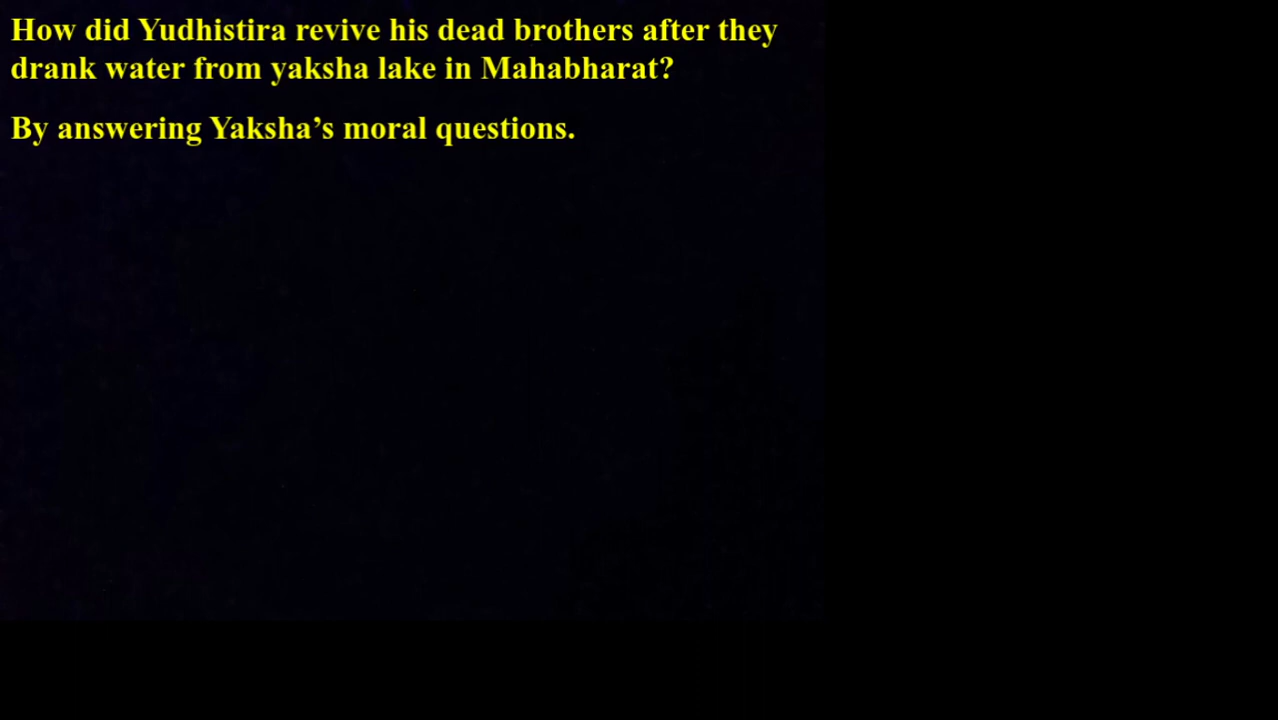 How did Yudhistira revive his dead brothers after they
drank water from yaksha lake in Mahabharat?
By answering Yaksha’s moral questions.